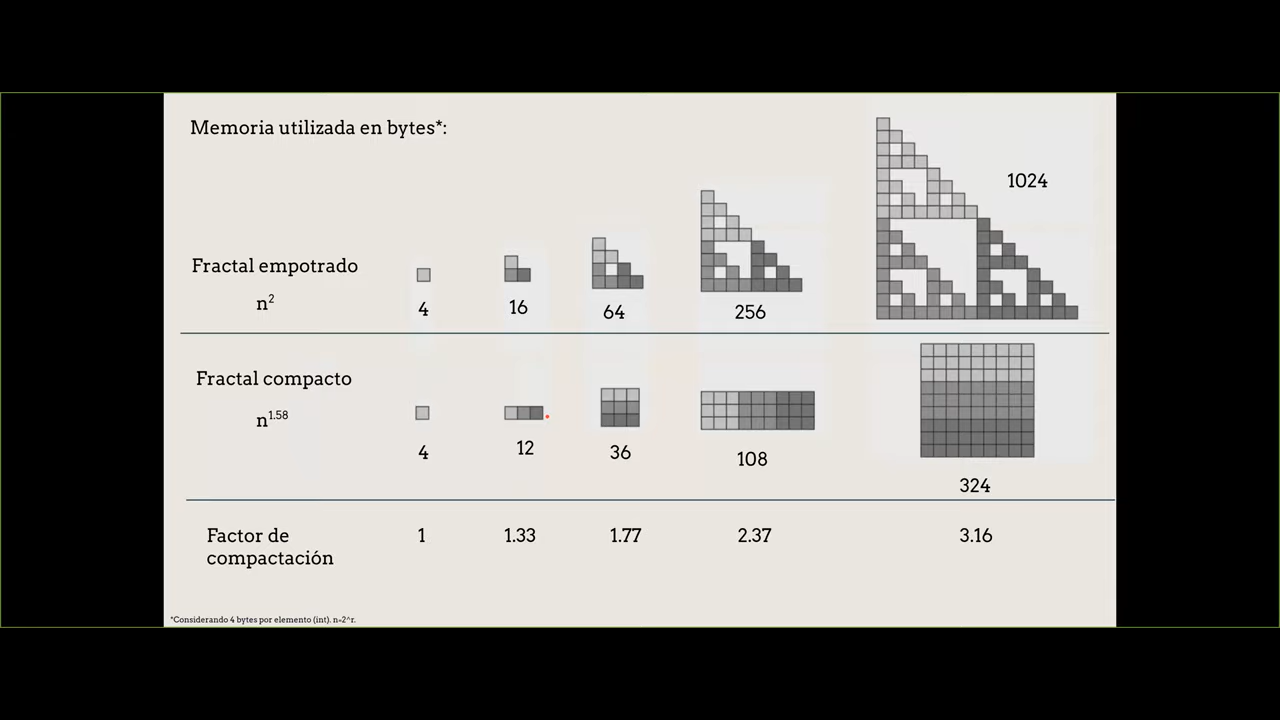 Memoria utilizada en bytes*:
1024
Fractal empotrado
n²
4
16
64
256
Fractal compacto
n¹·⁵⁸
4
12
36
108
324
Factor de
compactación
1
1.33
1.77
2.37
3.16
*Considerando 4 bytes por elemento (int). n=2^r.